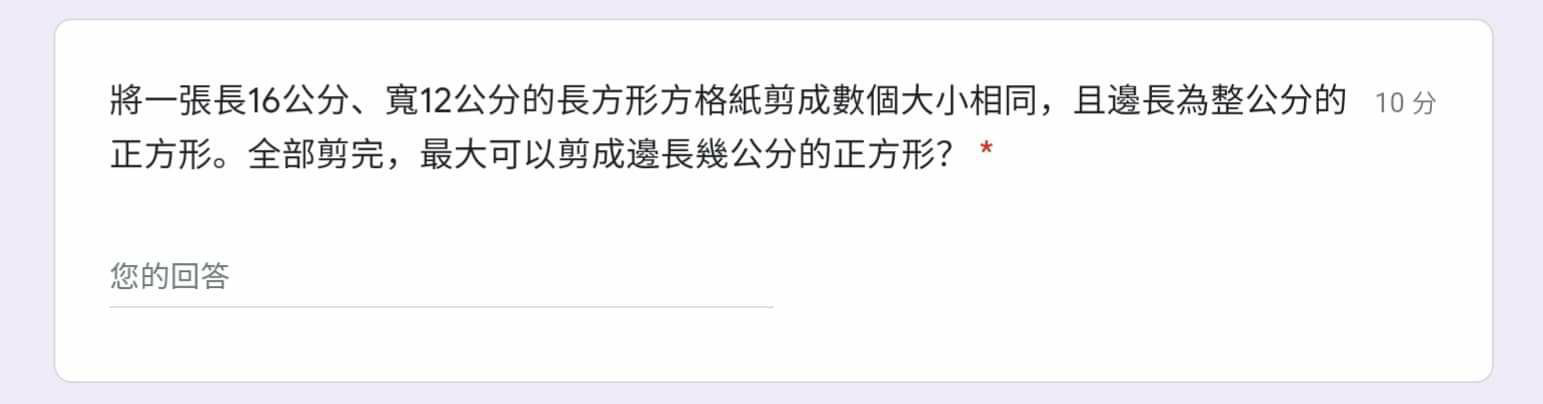 將一張長16公分、寬12公分的長方形方格紙剪成數個大小相同，且邊長為整公分的 10 分
正方形。全部剪完，最大可以剪成邊長幾公分的正方形？ *
您的回答